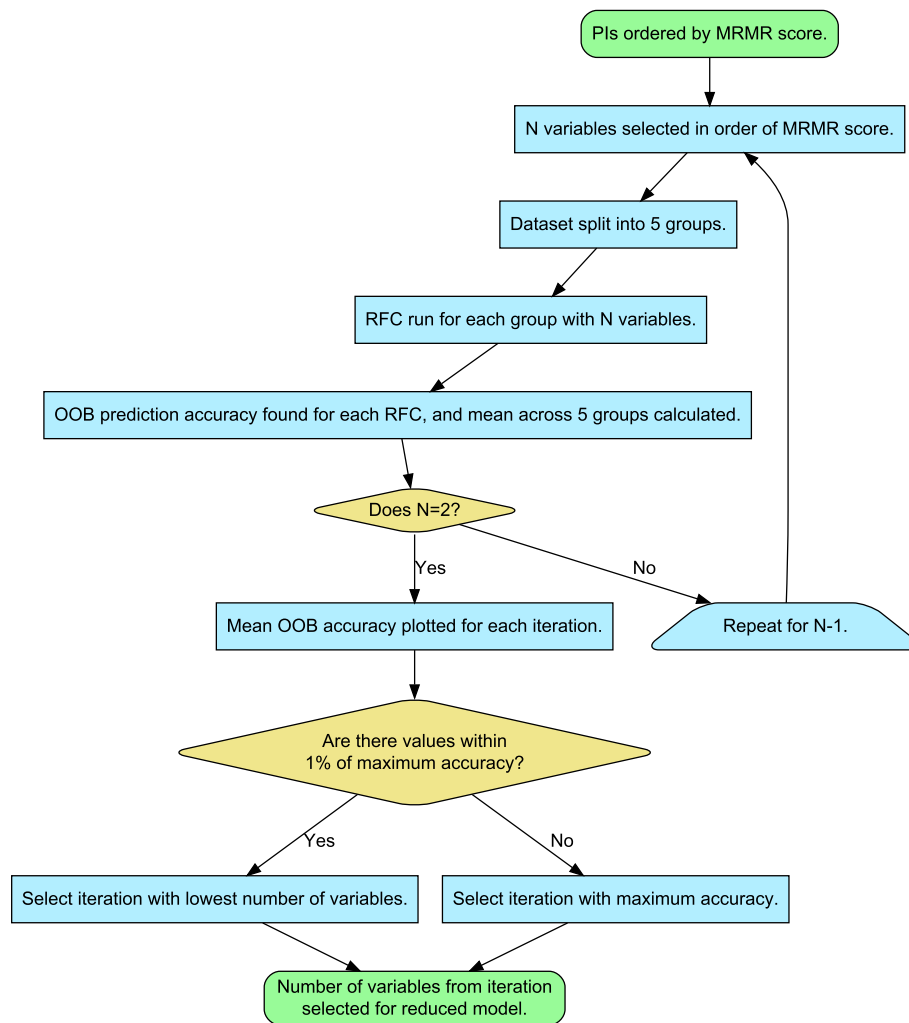 PIs ordered by MRMR score.
N variables selected in order of MRMR score.
Dataset split into 5 groups.
RFC run for each group with N variables.
OOB prediction accuracy found for each RFC, and mean across 5 groups calculated.
Does N=2?
Yes
No
Mean OOB accuracy plotted for each iteration.
Repeat for N-1.
Are there values within
1% of maximum accuracy?
Yes
No
Select iteration with lowest number of variables.
Select iteration with maximum accuracy.
Number of variables from iteration
selected for reduced model.